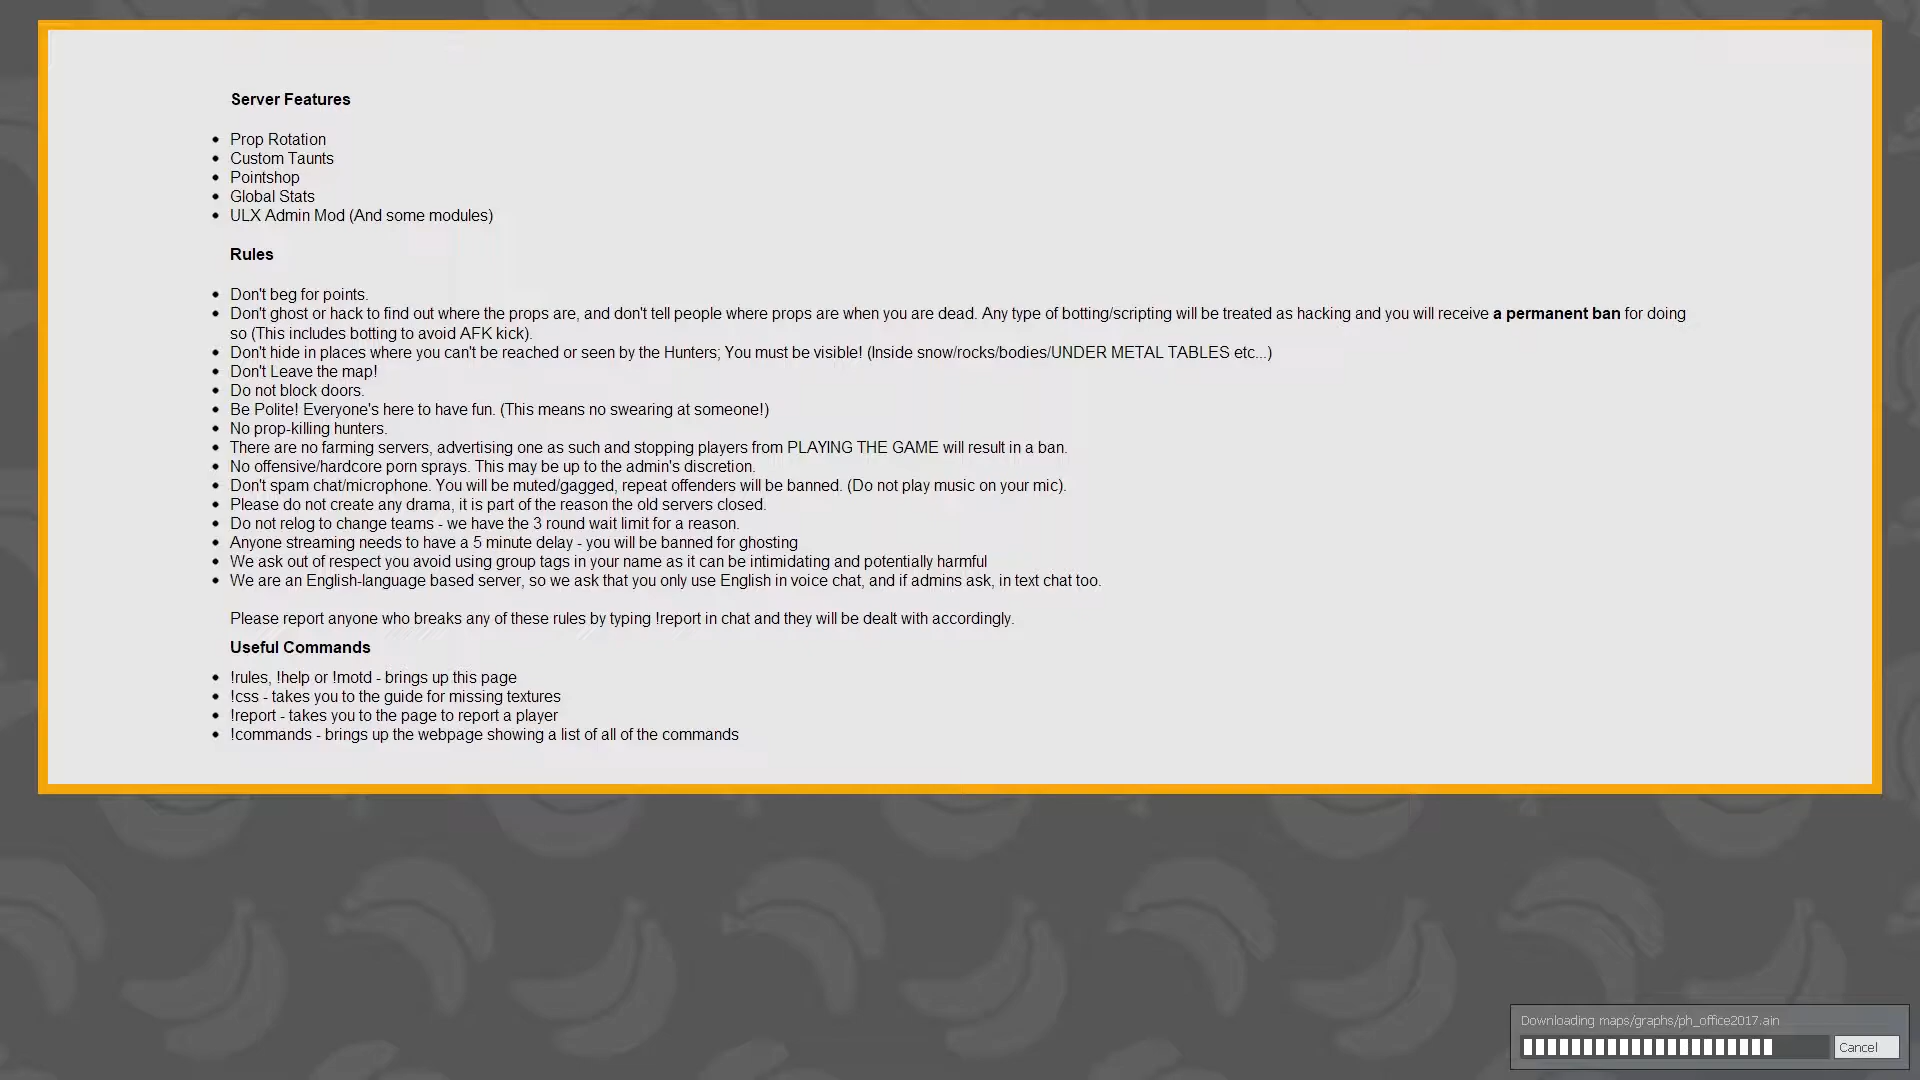 Server Features
Prop Rotation
Custom Taunts
Pointshop
Global Stats
ULX Admin Mod (And some modules)
Rules
Don't beg for points.
Don't ghost or hack to find out where the props are, and don't tell people where props are when you are dead. Any type of botting/scripting will be treated as hacking and you will receive a permanent ban for doing
so (This includes botting to avoid AFK kick).
Don't hide in places where you can't be reached or seen by the Hunters; You must be visible! (Inside snow/rocks/bodies/UNDER METAL TABLES etc...)
Don't Leave the map!
Do not block doors.
Be Polite! Everyone's here to have fun. (This means no swearing at someone!)
No prop-killing hunters.
There are no farming servers, advertising one as such and stopping players from PLAYING THE GAME will result in a ban.
No offensive/hardcore porn sprays. This may be up to the admin's discretion.
Don't spam chat/microphone. You will be muted/gagged, repeat offenders will be banned. (Do not play music on your mic).
Please do not create any drama, it is part of the reason the old servers closed.
Do not relog to change teams - we have the 3 round wait limit for a reason.
Anyone streaming needs to have a 5 minute delay - you will be banned for ghosting
We ask out of respect you avoid using group tags in your name as it can be intimidating and potentially harmful
We are an English-language based server, so we ask that you only use English in voice chat, and if admins ask, in text chat too.
Please report anyone who breaks any of these rules by typing !report in chat and they will be dealt with accordingly.
Useful Commands
!rules, !help or !motd - brings up this page
!css - takes you to the guide for missing textures
!report - takes you to the page to report a player
!commands - brings up the webpage showing a list of all of the commands
Downloading maps/graphs/ph_office2017.ain
Cancel